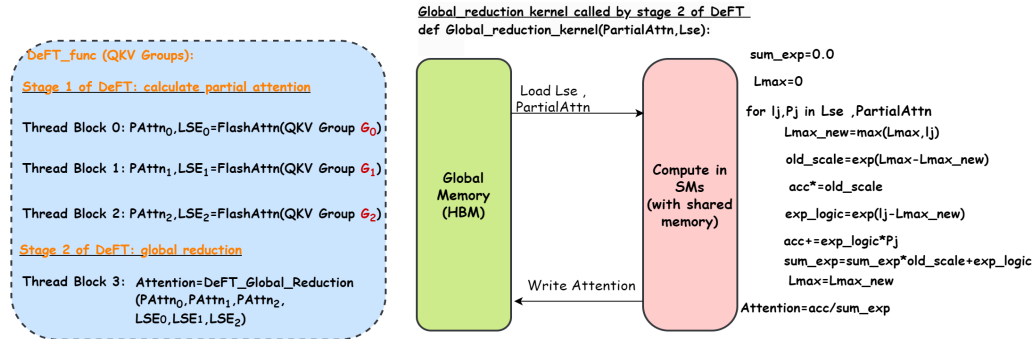 DeFT_func (QKV Groups):
Stage 1 of DeFT: calculate partial attention
Thread Block 0: PAttn₀,LSE₀=FlashAttn(QKV Group G₀)
Thread Block 1: PAttn₁,LSE₁=FlashAttn(QKV Group G₁)
Thread Block 2: PAttn₂,LSE₂=FlashAttn(QKV Group G₂)
Stage 2 of DeFT: global reduction
Thread Block 3: Attention=DeFT_Global_Reduction
(PAttn₀,PAttn₁,PAttn₂,
LSE0,LSE1,LSE₂)
Global_reduction kernel called by stage 2 of DeFT
def Global_reduction_kernel(PartialAttn,Lse):
Global
Memory
(HBM)
Load Lse ,
PartialAttn
Write Attention
Compute in
SMs
(with shared
memory)
sum_exp=0.0
Lmax=0
for lj,Pj in Lse ,PartialAttn
Lmax_new=max(Lmax,lj)
old_scale=exp(Lmax-Lmax_new)
acc*=old_scale
exp_logic=exp(lj-Lmax_new)
acc+=exp_logic*Pj
sum_exp=sum_exp*old_scale+exp_logic
Lmax=Lmax_new
Attention=acc/sum_exp